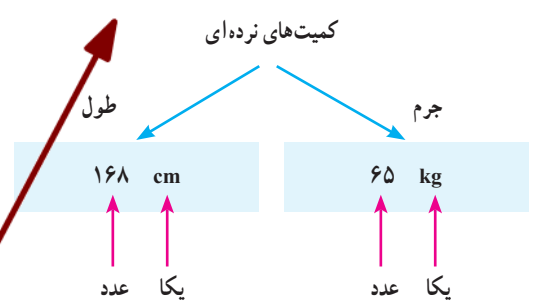 کمیت‌های نرده‌ای
جرم
طول
۶۵ kg
۱۶۸ cm
یکا
عدد
یکا
عدد